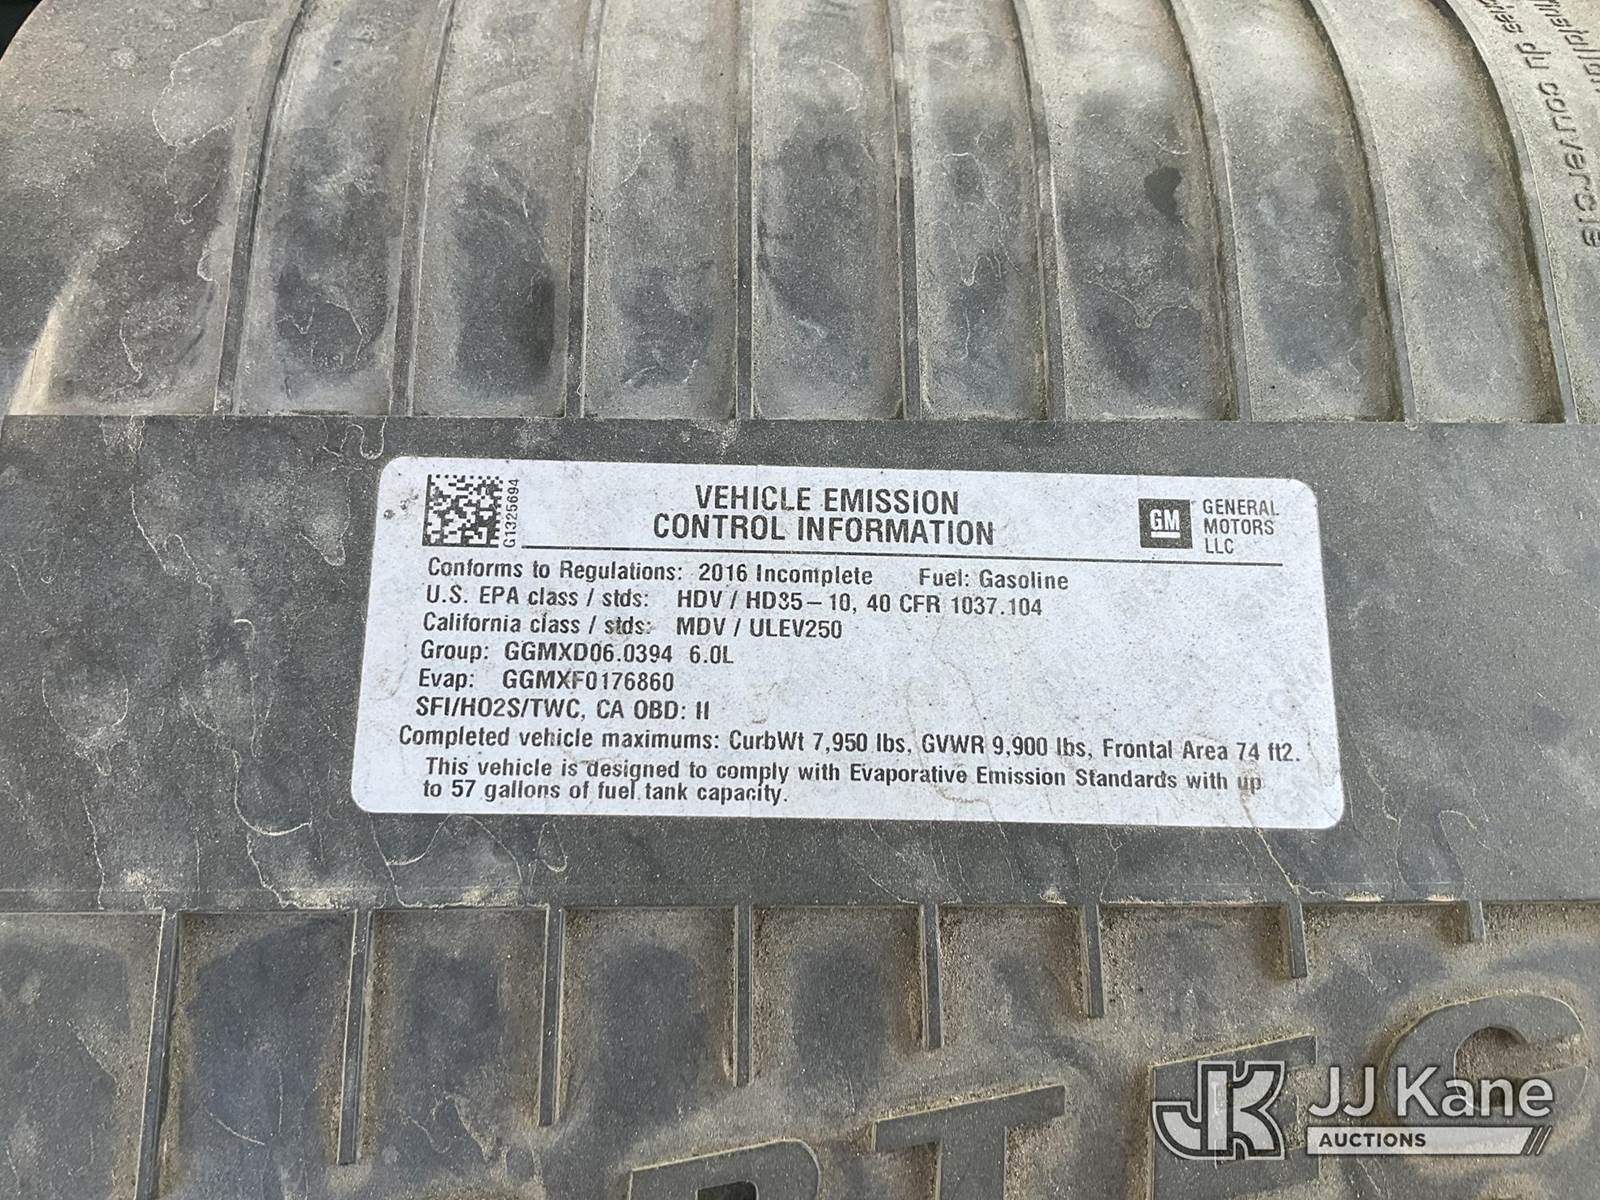 du couvercle
G1325694
VEHICLE EMISSION
CONTROL INFORMATION
GM
GENERAL
MOTORS
LLC
Conforms to Regulations: 2016 Incomplete Fuel: Gasoline
U.S. EPA class / stds: HDV / HD35-10, 40 CFR 1037.104
California class / stds: MDV / ULEV250
Group: GGMXD06.0394 6.0L
Evap: GGMXF0176860
SFI/HO2S/TWC, CA OBD: II
Completed vehicle maximums: CurbWt 7,950 lbs, GVWR 9,900 lbs, Frontal Area 74 ft2.
This vehicle is designed to comply with Evaporative Emission Standards with up
to 57 gallons of fuel tank capacity.
JJ Kane
AUCTIONS